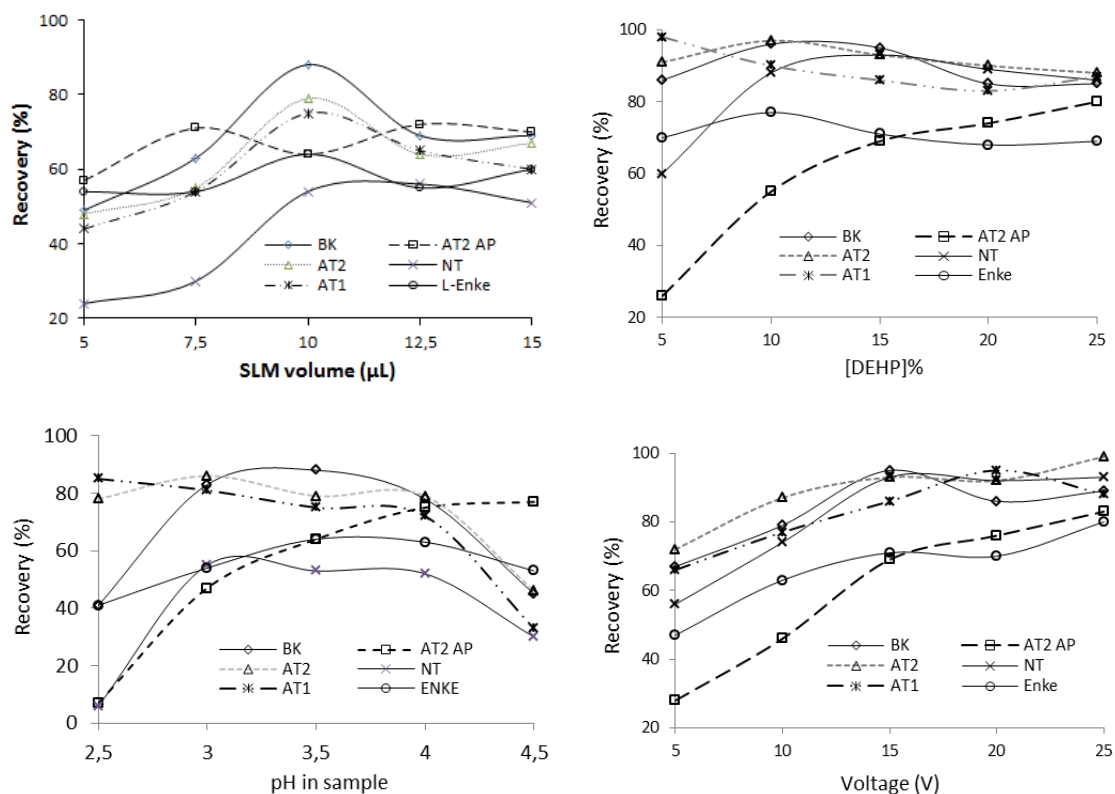 Recovery (%)
100
80
60
40
20
5
7,5
10
12,5
15
SLM volume (µL)
BK
AT2 AP
AT2
NT
AT1
L-Enke
Recovery (%)
100
80
60
40
20
5
10
15
20
25
[DEHP]%
BK
AT2 AP
AT2
NT
AT1
Enke
Recovery (%)
100
80
60
40
20
0
2,5
3
3,5
4
4,5
pH in sample
BK
AT2 AP
AT2
NT
AT1
ENKE
Recovery (%)
100
80
60
40
20
5
10
15
20
25
Voltage (V)
BK
AT2 AP
AT2
NT
AT1
Enke